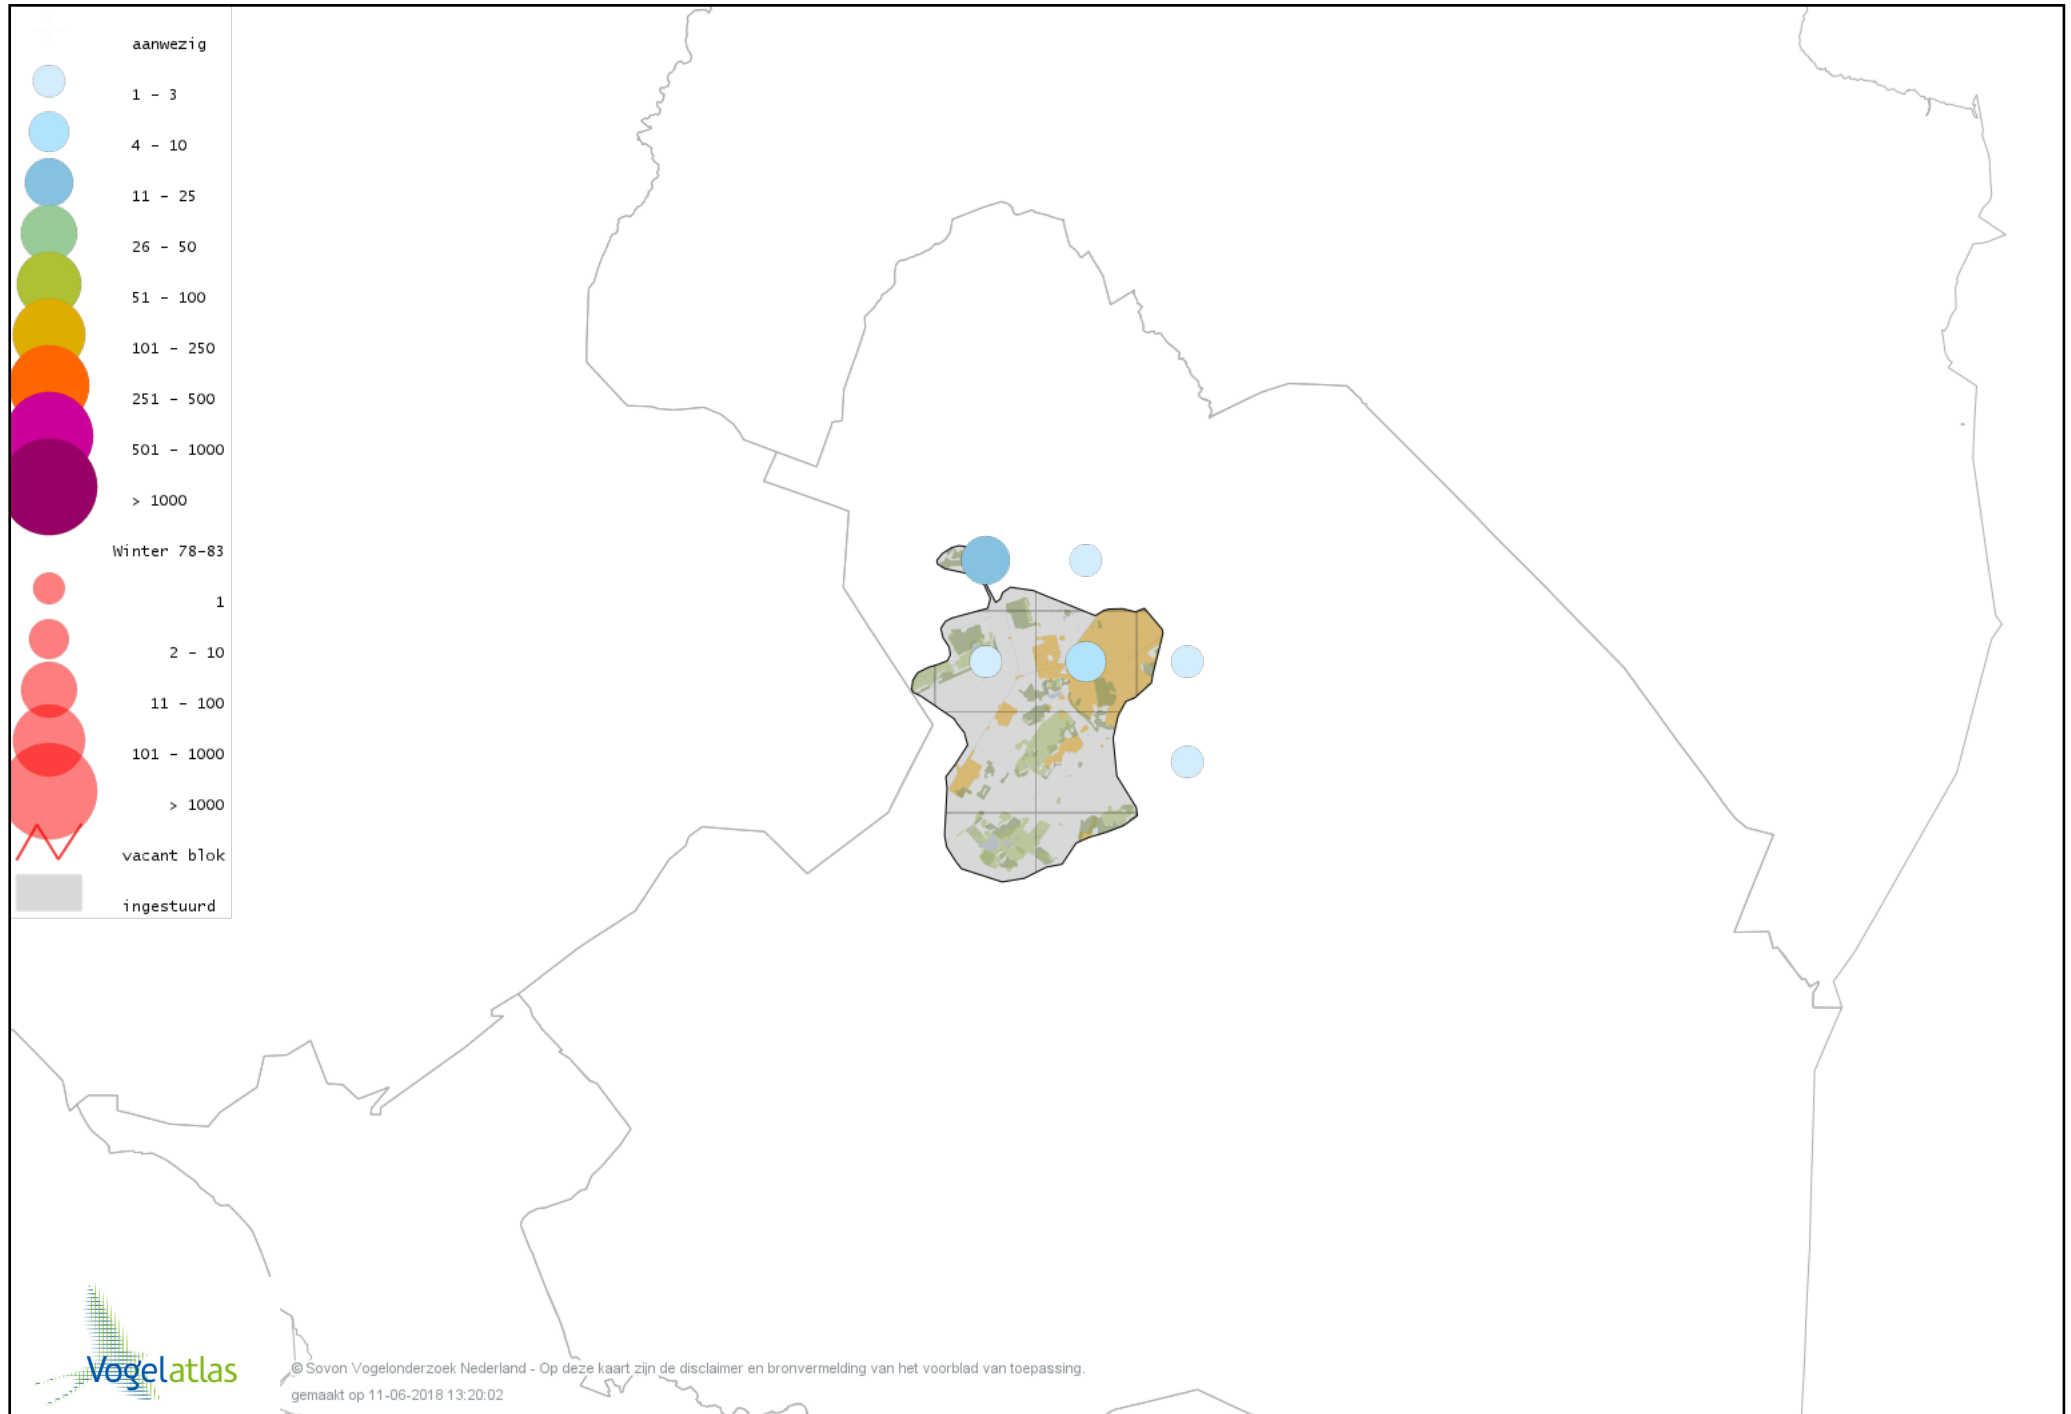 aanwezig
1 – 3
4 – 10
11 – 25
26 – 50
51 – 100
101 – 250
251 – 500
501 – 1000
> 1000
Winter 78-83
1
2 – 10
11 – 100
101 – 1000
> 1000
vacant blok
ingestuurd
Vogelatlas
© Sovon Vogelonderzoek Nederland - Op deze kaart zijn de disclaimer en bronvermelding van het voorblad van toepassing.
gemaakt op 11-06-2018 13:20:02